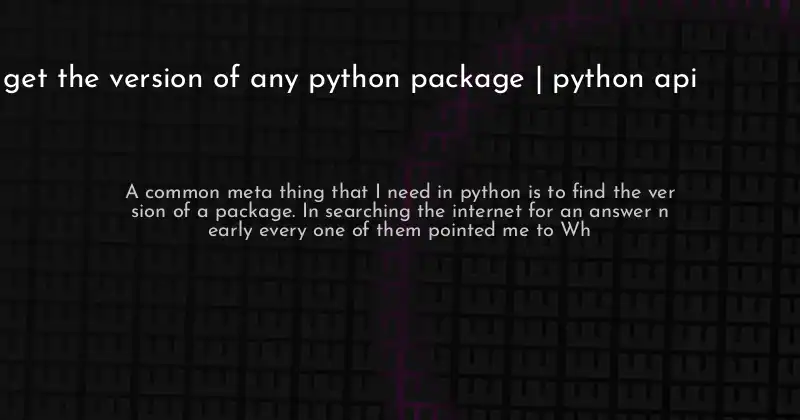 get the version of any python package | python api
A common meta thing that I need in python is to find the ver
sion of a package. In searching the internet for an answer n
early every one of them pointed me to Wh